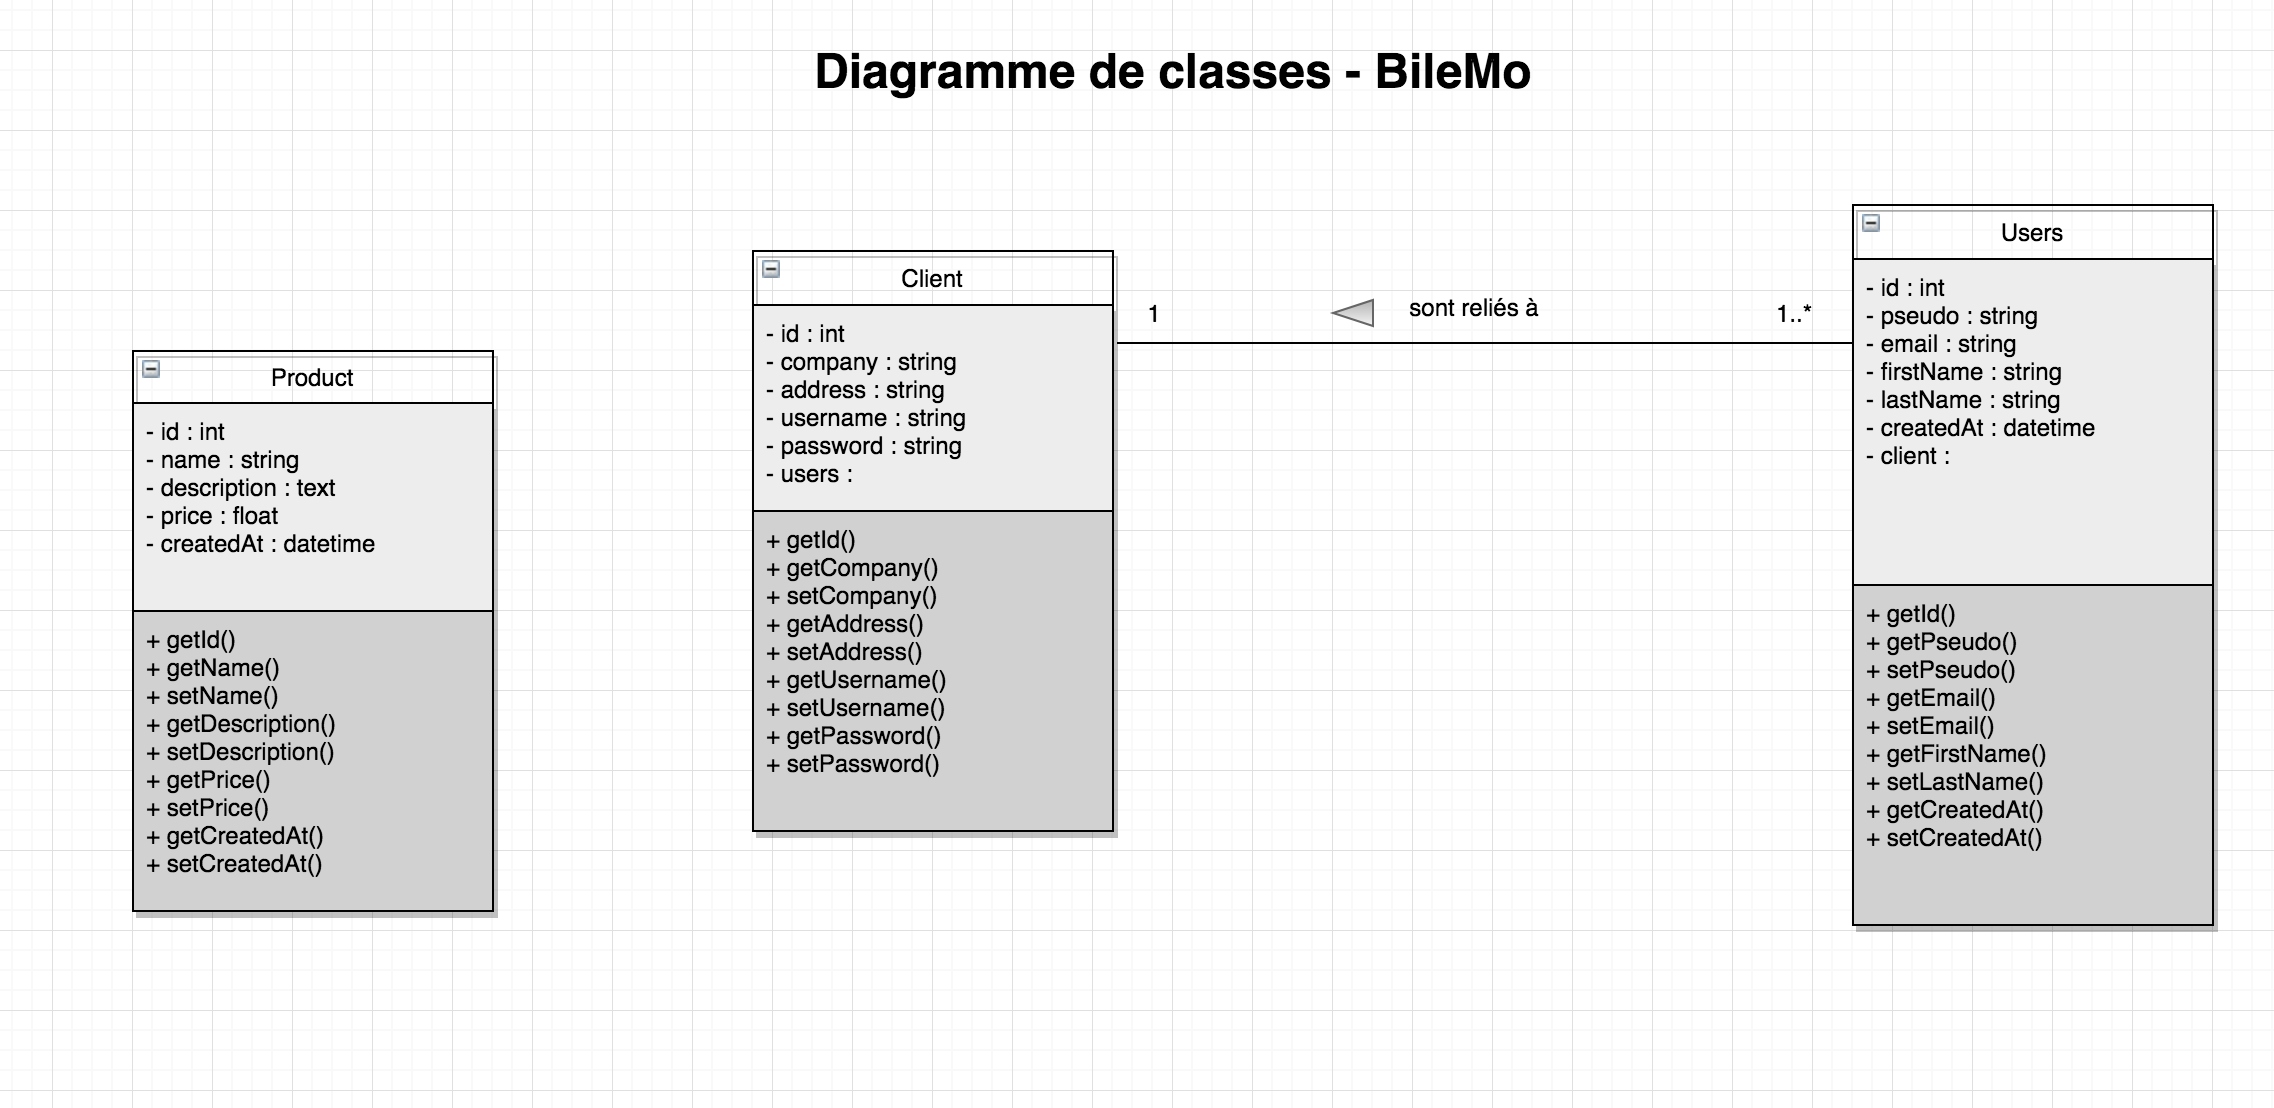 Diagramme de classes - BileMo
Product
- id : int
- name : string
- description : text
- price : float
- createdAt : datetime
+ getId()
+ getName()
+ setName()
+ getDescription()
+ setDescription()
+ getPrice()
+ setPrice()
+ getCreatedAt()
+ setCreatedAt()
Client
- id : int
- company : string
- address : string
- username : string
- password : string
- users :
+ getId()
+ getCompany()
+ setCompany()
+ getAddress()
+ setAddress()
+ getUsername()
+ setUsername()
+ getPassword()
+ setPassword()
1
sont reliés à
1..*
Users
- id : int
- pseudo : string
- email : string
- firstName : string
- lastName : string
- createdAt : datetime
- client :
+ getId()
+ getPseudo()
+ setPseudo()
+ getEmail()
+ setEmail()
+ getFirstName()
+ setLastName()
+ getCreatedAt()
+ setCreatedAt()